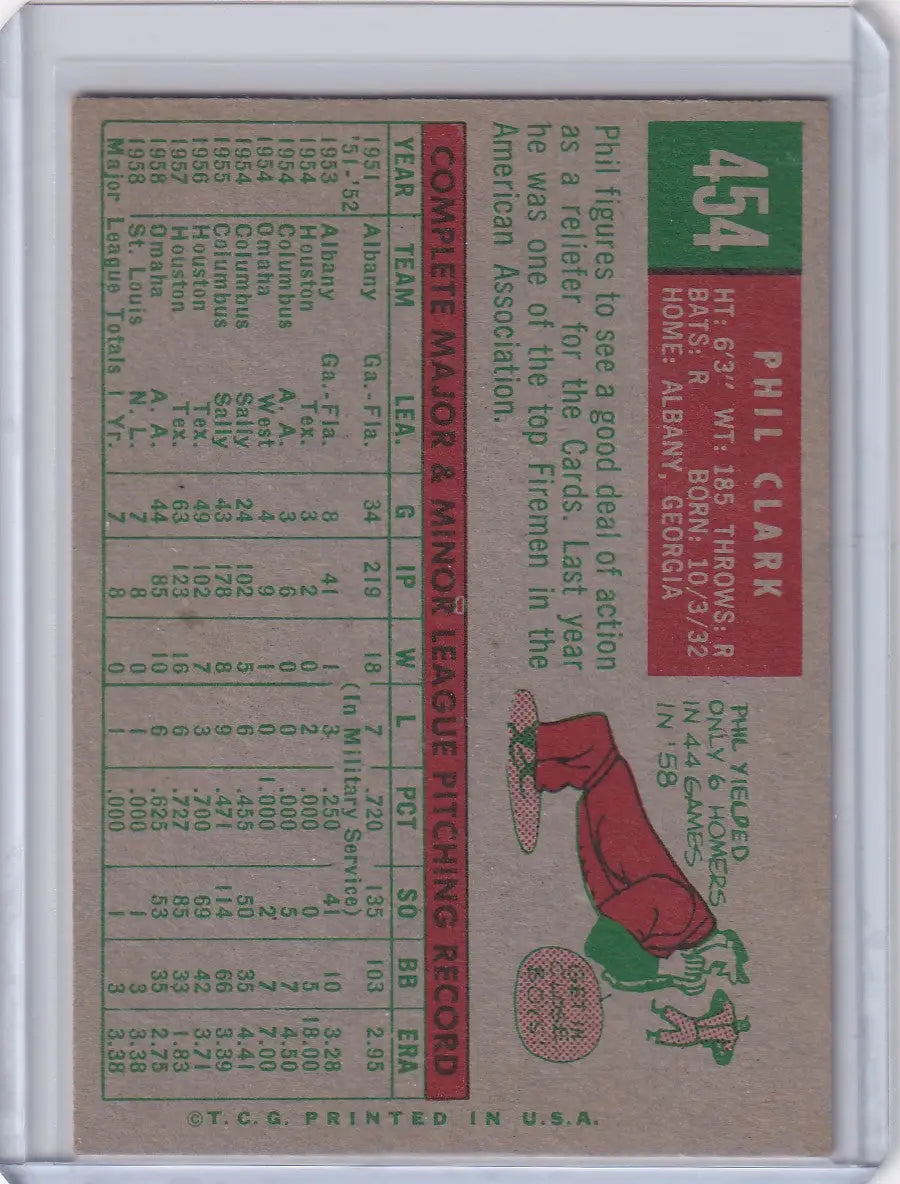 454
PHIL CLARK
HT: 6'3" WT: 185 THROWS: R
BATS: R BORN: 10/3/32
HOME: ALBANY, GEORGIA
Phil figures to see a good deal of action
as a reliefer for the Cards. Last year
he was one of the top Firemen in the
American Association.
PHIL YIELDED
ONLY 6 HOMERS
IN 44 GAMES
IN '58
GET IN
COMPLETE MAJOR & MINOR LEAGUE PITCHING RECORD
YEAR TEAM LEA. G IP W L PCT SO BB ERA
1951 Albany Ga.-Fla. 34 219 18 7 .720 135 103 2.95
'51-'52 (In Military Service)
1953 Albany Ga.-Fla. 8 41 1 3 .250 41 10 3.28
1954 Houston Tex. 3 2 0 2 .000 0 5 18.00
1954 Columbus A. A. 3 6 0 0 .000 5 7 4.50
1954 Omaha West 4 9 1 0 1.000 2 7 7.00
1954 Columbus Sally 24 102 5 6 .455 50 35 4.41
1955 Columbus Sally 43 178 8 9 .471 114 66 3.39
1956 Houston Tex. 49 102 7 3 .700 69 42 3.71
1957 Houston Tex. 63 123 16 6 .727 85 33 1.83
1958 Omaha A. A. 44 85 10 6 .625 53 35 2.75
1958 St. Louis N. L. 7 8 0 1 .000 1 3 3.38
Major League Totals 1 Yr. 7 8 0 1 .000 1 3 3.38
©T. C. G. PRINTED IN U.S.A.